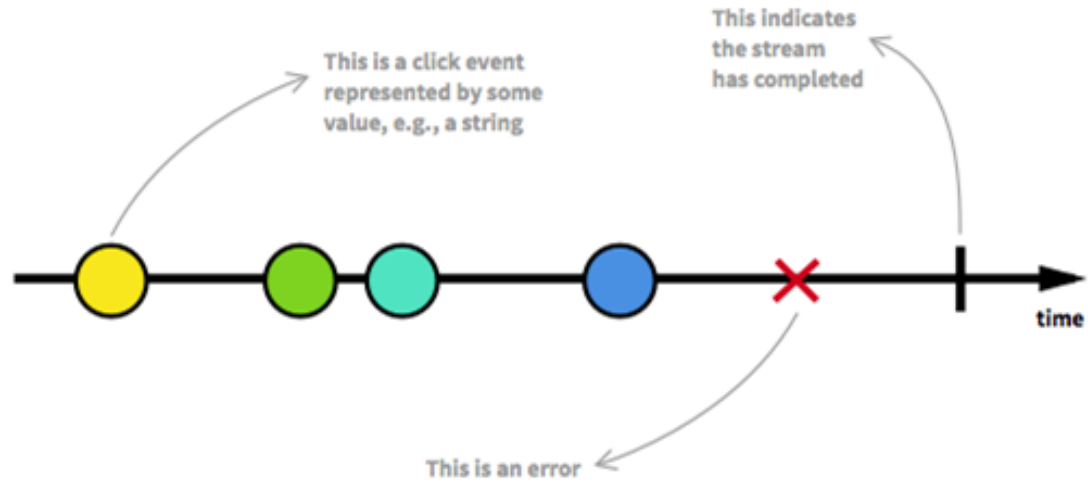 This is a click event
represented by some
value, e.g., a string
This indicates
the stream
has completed
time
This is an error